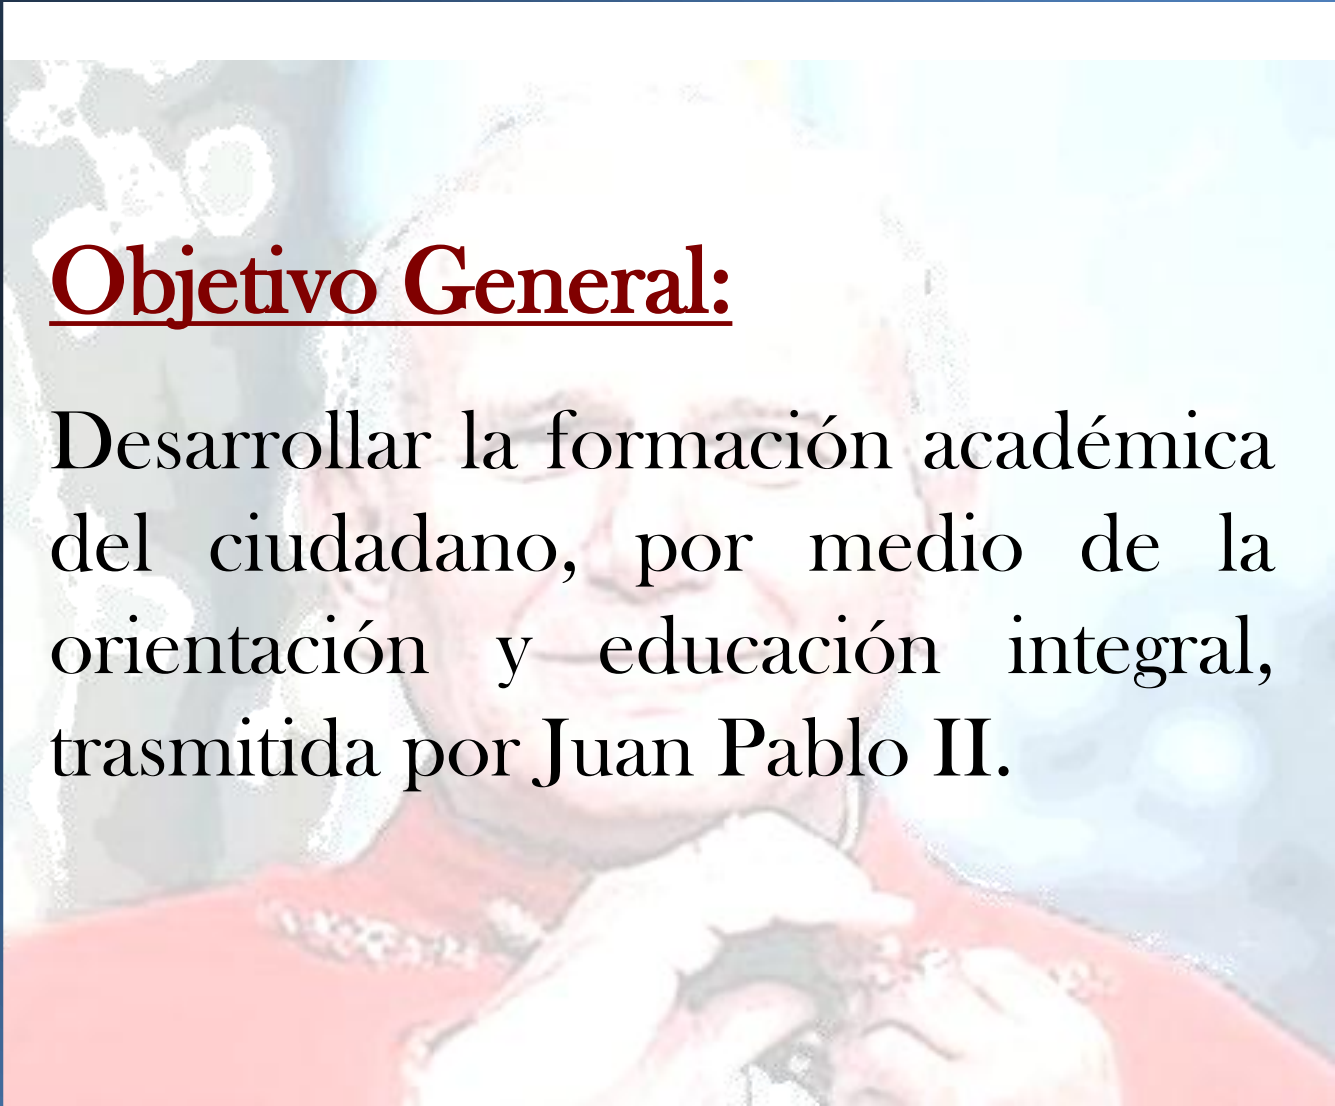 Objetivo General:
Desarrollar la formación académica
del ciudadano, por medio de la
orientación y educación integral,
trasmitida por Juan Pablo II.